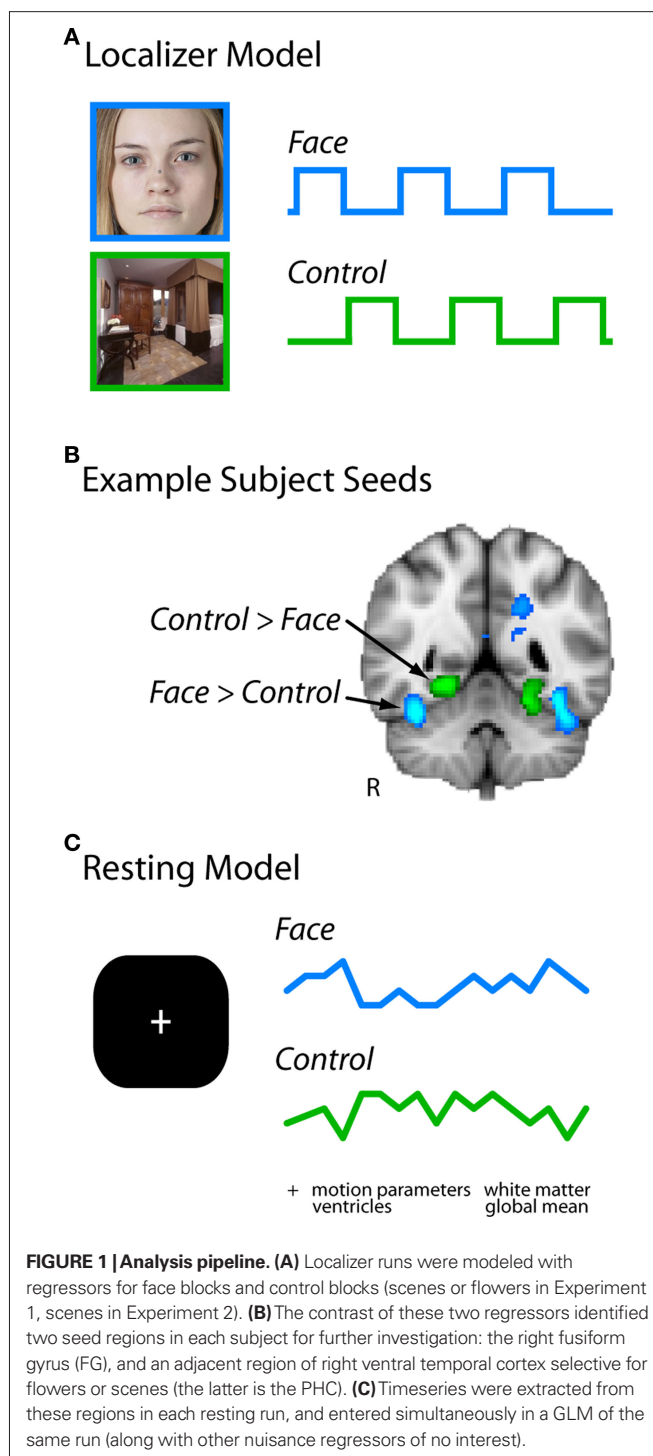 A Localizer Model
Face
Control
B Example Subject Seeds
Control > Face
Face > Control
R
C Resting Model
Face
+
Control
+ motion parameters white matter
ventricles global mean
FIGURE 1 | Analysis pipeline. (A) Localizer runs were modeled with
regressors for face blocks and control blocks (scenes or flowers in Experiment
1, scenes in Experiment 2). (B) The contrast of these two regressors identified
two seed regions in each subject for further investigation: the right fusiform
gyrus (FG), and an adjacent region of right ventral temporal cortex selective for
flowers or scenes (the latter is the PHC). (C) Timeseries were extracted from
these regions in each resting run, and entered simultaneously in a GLM of the
same run (along with other nuisance regressors of no interest).